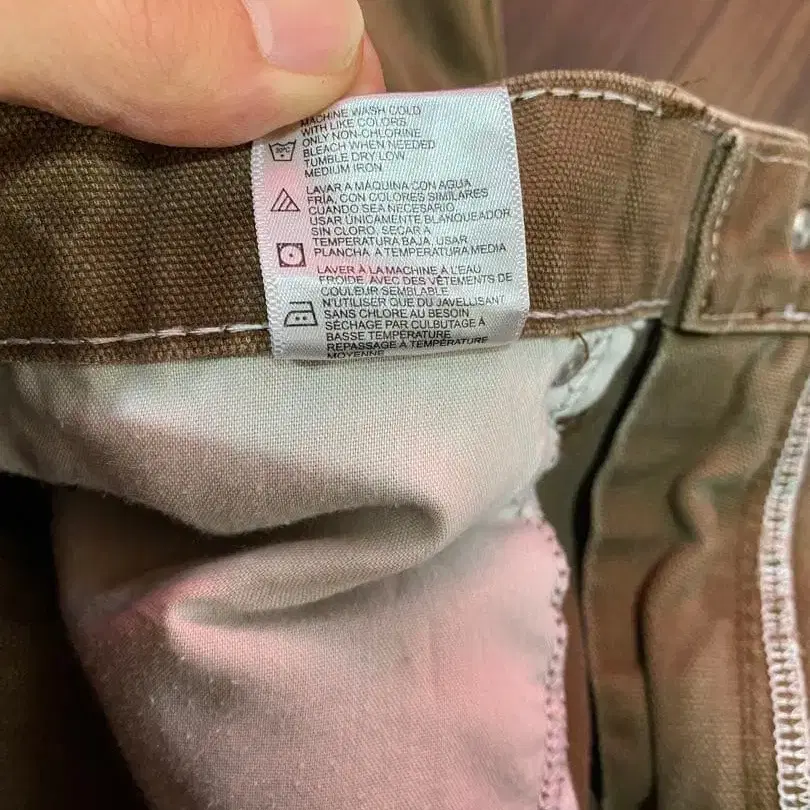 MACHINE WASH COLD
WITH LIKE COLORS
ONLY NON-CHLORINE
BLEACH WHEN NEEDED
TUMBLE DRY LOW
MEDIUM IRON
30°C
LAVAR A MÁQUINA CON AGUA
FRÍA, CON COLORES SIMILARES
CUANDO SEA NECESARIO
USAR ÚNICAMENTE BLANQUEADOR
SIN CLORO, SECAR A
TEMPERATURA BAJA, USAR
PLANCHA A TEMPERATURA MEDIA
LAVER À LA MACHINE À L'EAU
FROIDE, AVEC DES VÊTEMENTS DE
COULEUR SEMBLABLE
N'UTILISER QUE DU JAVELLISANT
SANS CHLORE AU BESOIN
SÉCHAGE PAR CULBUTAGE À
BASSE TEMPÉRATURE
REPASSAGE À TEMPÉRATURE
MOYENNE